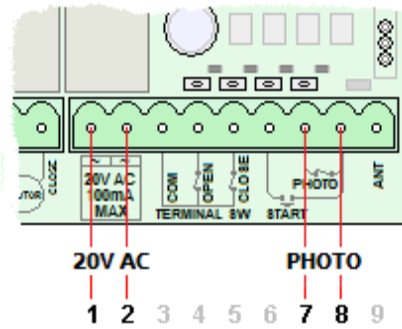 CLOSE
TOR
~ ~
20V AC
100mA
MAX
COM
OPEN
CLOSE
TERMINAL SW
START
PHOTO
ANT
20V AC PHOTO
1 2 3 4 5 6 7 8 9